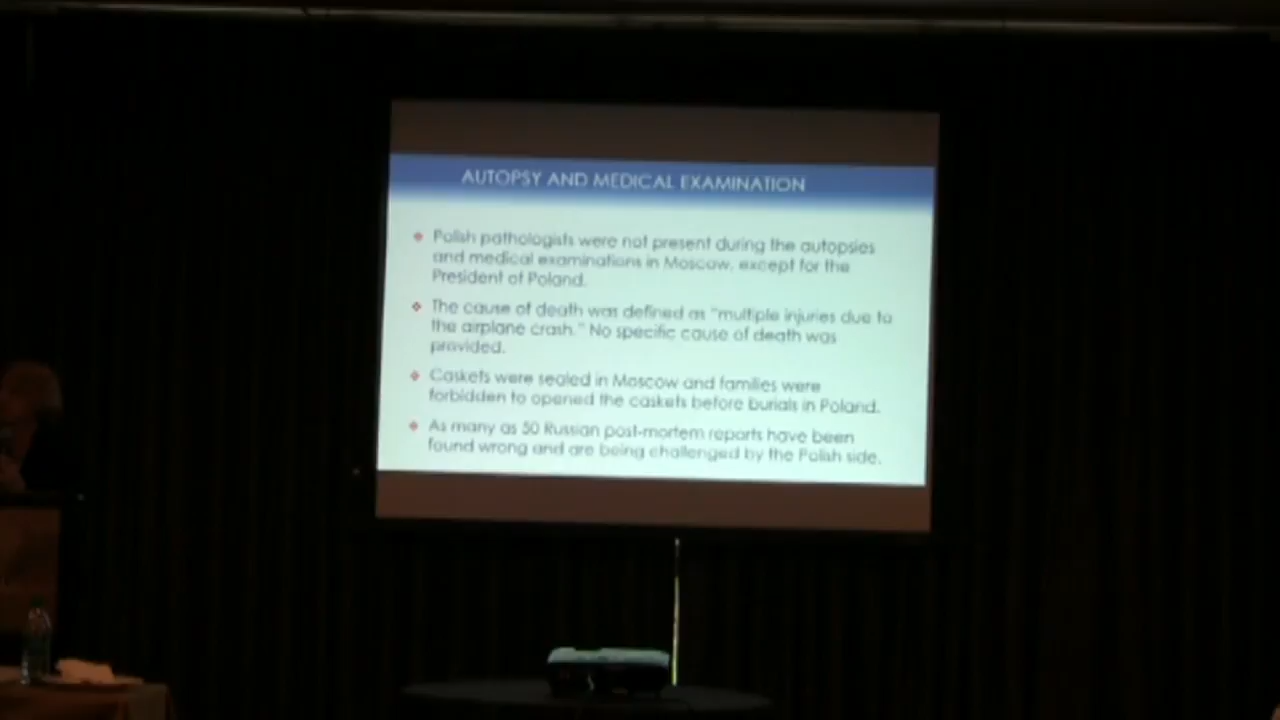 AUTOPSY AND MEDICAL EXAMINATION
Polish pathologists were not present during the autopsies
and medical examinations in Moscow, except for the
President of Poland.
The cause of death was defined as "multiple injuries due to
the airplane crash." No specific cause of death was
provided.
Caskets were sealed in Moscow and families were
forbidden to opened the caskets before burials in Poland.
As many as 50 Russian post-mortem reports have been
found wrong and are being challenged by the Polish side.